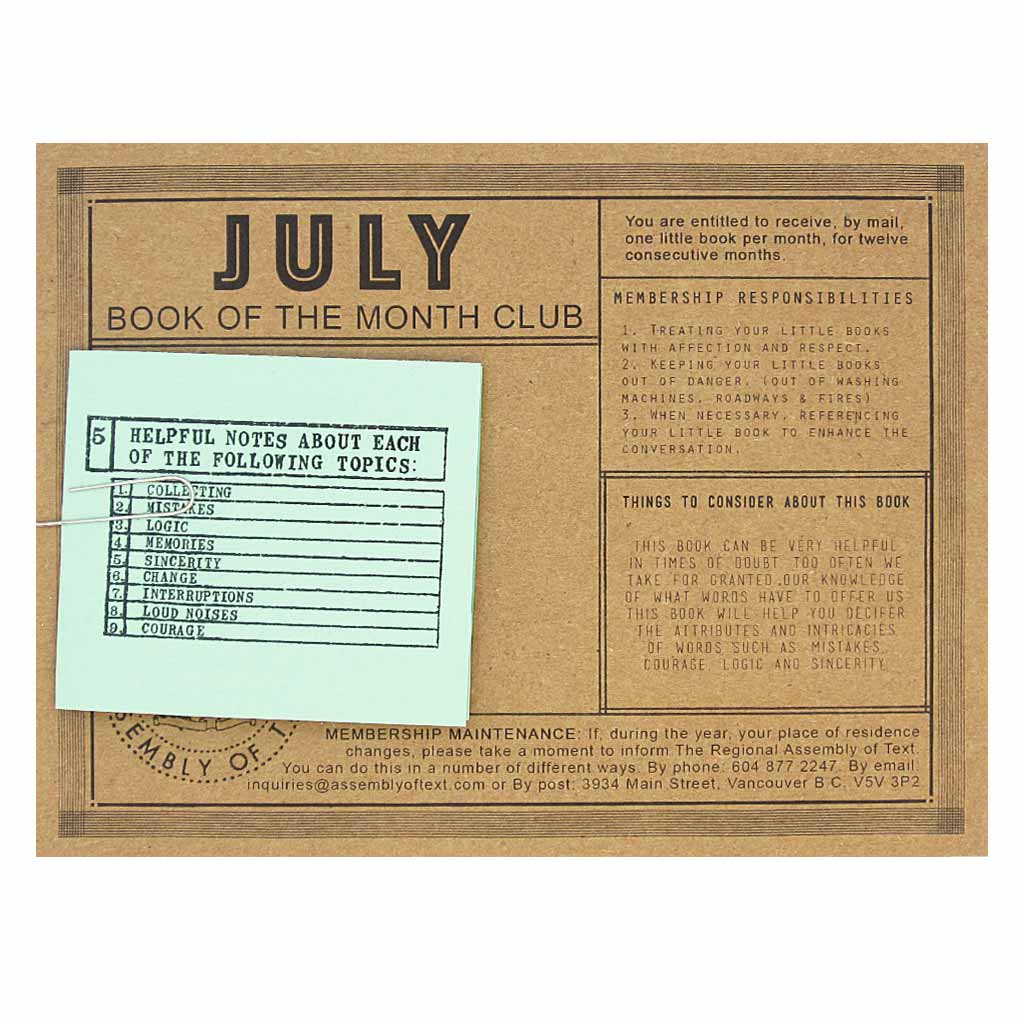 JULY
BOOK OF THE MONTH CLUB
You are entitled to receive, by mail,
one little book per month, for twelve
consecutive months.
MEMBERSHIP RESPONSIBILITIES
1. TREATING YOUR LITTLE BOOKS
WITH AFFECTION AND RESPECT.
2. KEEPING YOUR LITTLE BOOKS
OUT OF DANGER. (OUT OF WASHING
MACHINES, ROADWAYS & FIRES)
3. WHEN NECESSARY, REFERENCING
YOUR LITTLE BOOK TO ENHANCE THE
CONVERSATION.
THINGS TO CONSIDER ABOUT THIS BOOK
THIS BOOK CAN BE VERY HELPFUL
IN TIMES OF DOUBT. TOO OFTEN WE
TAKE FOR GRANTED OUR KNOWLEDGE
OF WHAT WORDS HAVE TO OFFER US.
THIS BOOK WILL HELP YOU DECIFER
THE ATTRIBUTES AND INTRICACIES
OF WORDS SUCH AS MISTAKES,
COURAGE, LOGIC AND SINCERITY.
5 HELPFUL NOTES ABOUT EACH
OF THE FOLLOWING TOPICS:
1. COLLECTING
2. MISTAKES
3. LOGIC
4. MEMORIES
5. SINCERITY
6. CHANGE
7. INTERRUPTIONS
8. LOUD NOISES
9. COURAGE
SEMBLY OF T
MEMBERSHIP MAINTENANCE: If, during the year, your place of residence
changes, please take a moment to inform The Regional Assembly of Text.
You can do this in a number of different ways. By phone: 604 877 2247. By email:
inquiries@assemblyoftext.com or By post: 3934 Main Street, Vancouver B.C. V5V 3P2